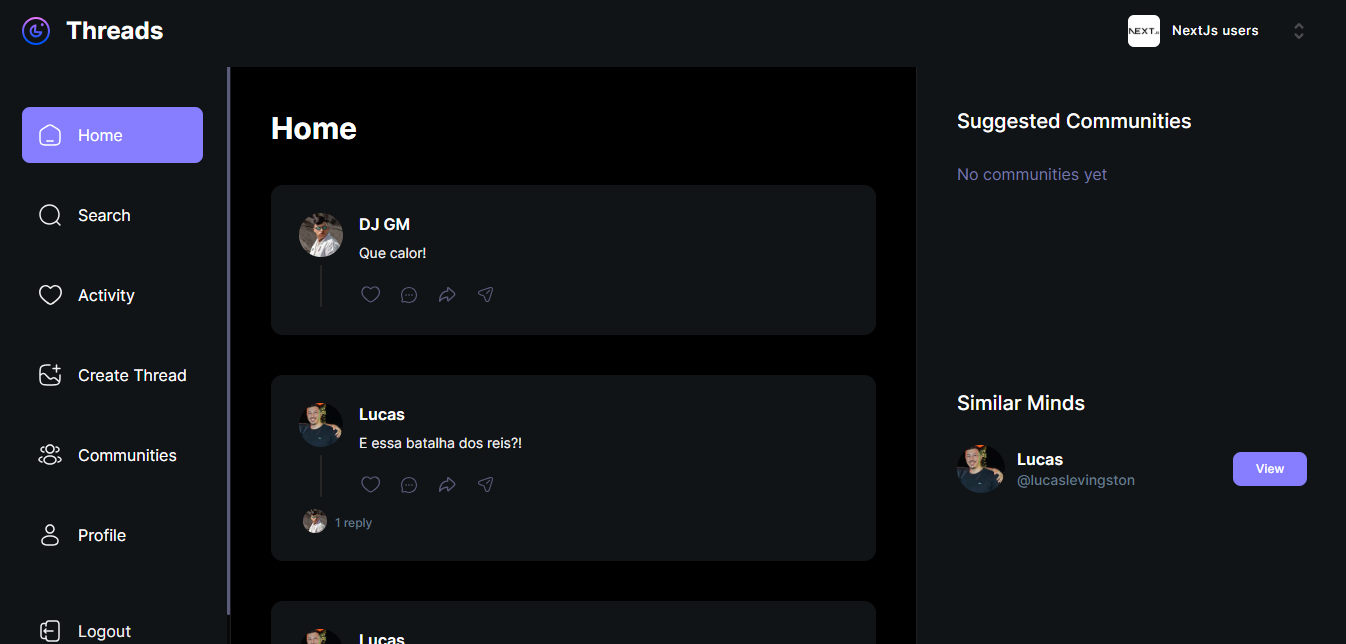 Threads
NEXT.JS
NextJs users
Home
Search
Activity
Create Thread
Communities
Profile
Logout
Home
DJ GM
Que calor!
Lucas
E essa batalha dos reis?!
1 reply
Lucas
Suggested Communities
No communities yet
Similar Minds
Lucas
@lucaslevingston
View